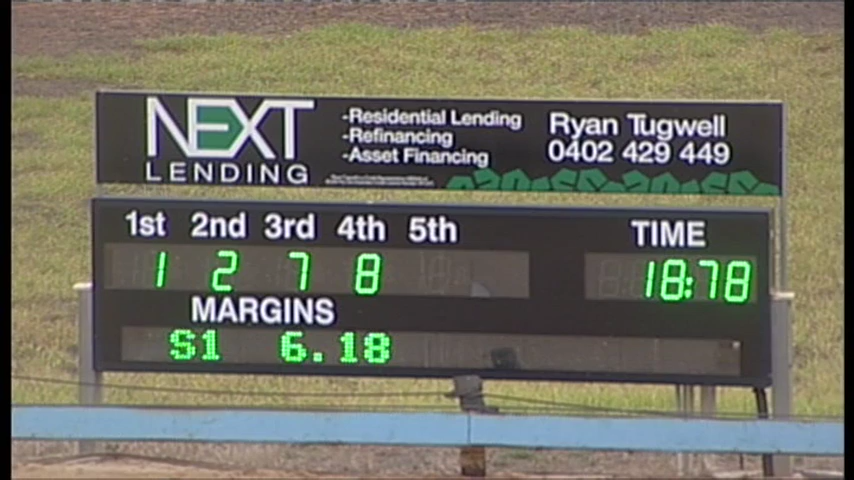 NEXT
LENDING
-Residential Lending
-Refinancing
-Asset Financing
Ryan Tugwell
0402 429 449
1st 2nd 3rd 4th 5th
TIME
1 2 7 8
18:78
MARGINS
S1 6.18